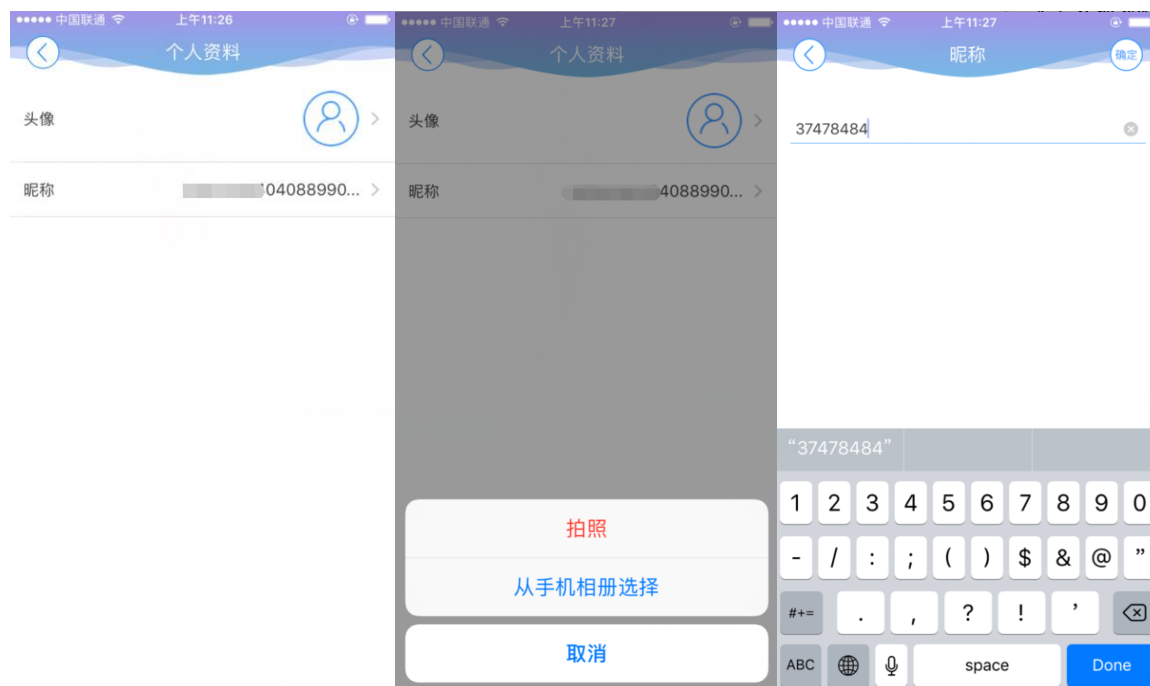 中国联通 上午11:26
个人资料
头像
昵称 04088990...
中国联通 上午11:27
个人资料
头像
昵称 4088990...
拍照
从手机相册选择
取消
中国联通 上午11:27
昵称 确定
37478484
“37478484”
1 2 3 4 5 6 7 8 9 0
- / : ; ( ) $ & @ ”
#+= . , ? ! ’
ABC space Done